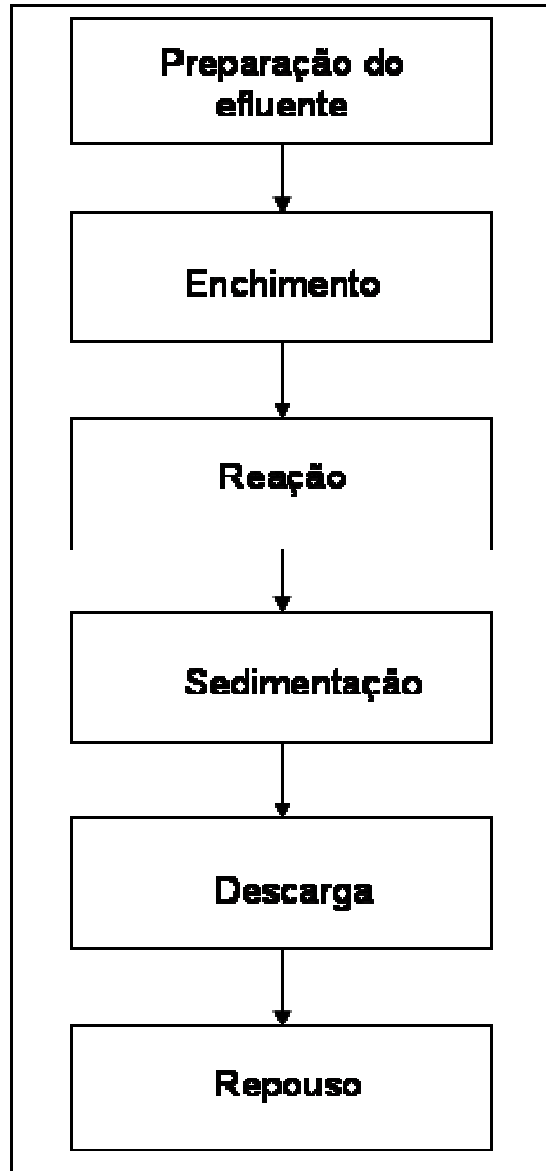 Preparação do
efluente
Enchimento
Reação
Sedimentação
Descarga
Repouso